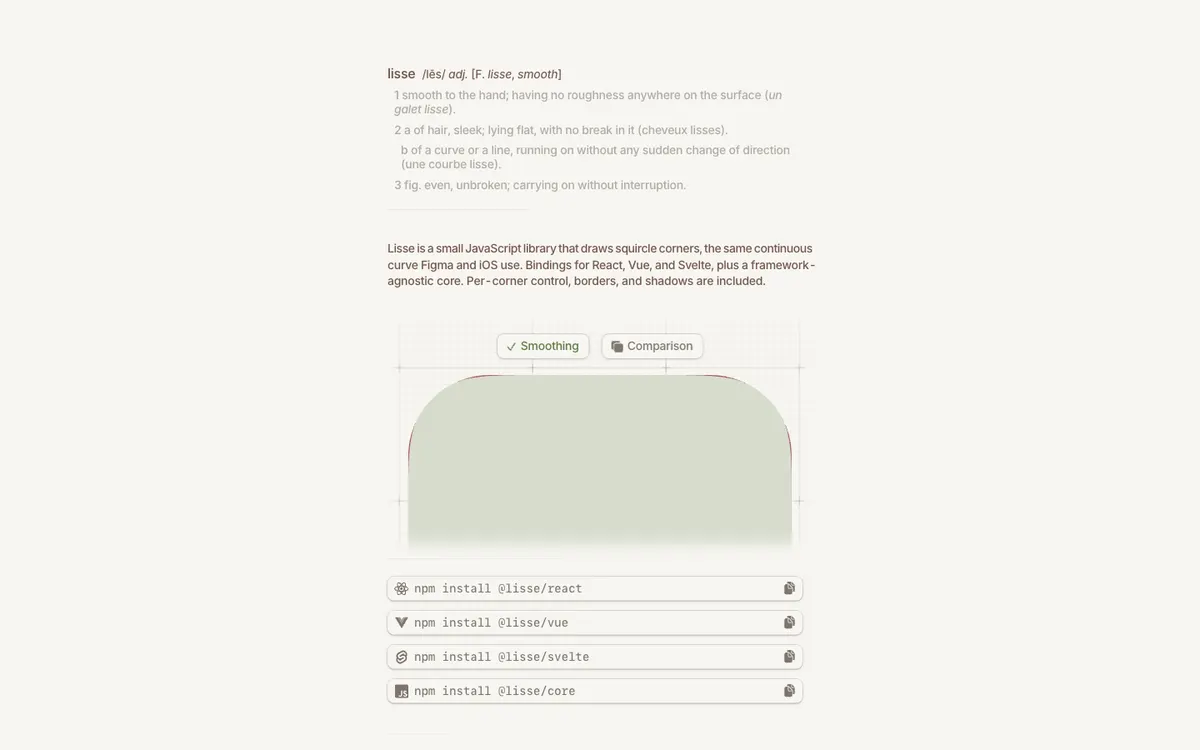 lisse /lēs/ adj. [F. lisse, smooth]
1 smooth to the hand; having no roughness anywhere on the surface (un
galet lisse).
2 a of hair, sleek; lying flat, with no break in it (cheveux lisses).
b of a curve or a line, running on without any sudden change of direction
(une courbe lisse).
3 fig. even, unbroken; carrying on without interruption.
Lisse is a small JavaScript library that draws squircle corners, the same continuous
curve Figma and iOS use. Bindings for React, Vue, and Svelte, plus a framework-
agnostic core. Per-corner control, borders, and shadows are included.
Smoothing Comparison
npm install @lisse/react
npm install @lisse/vue
npm install @lisse/svelte
JS npm install @lisse/core